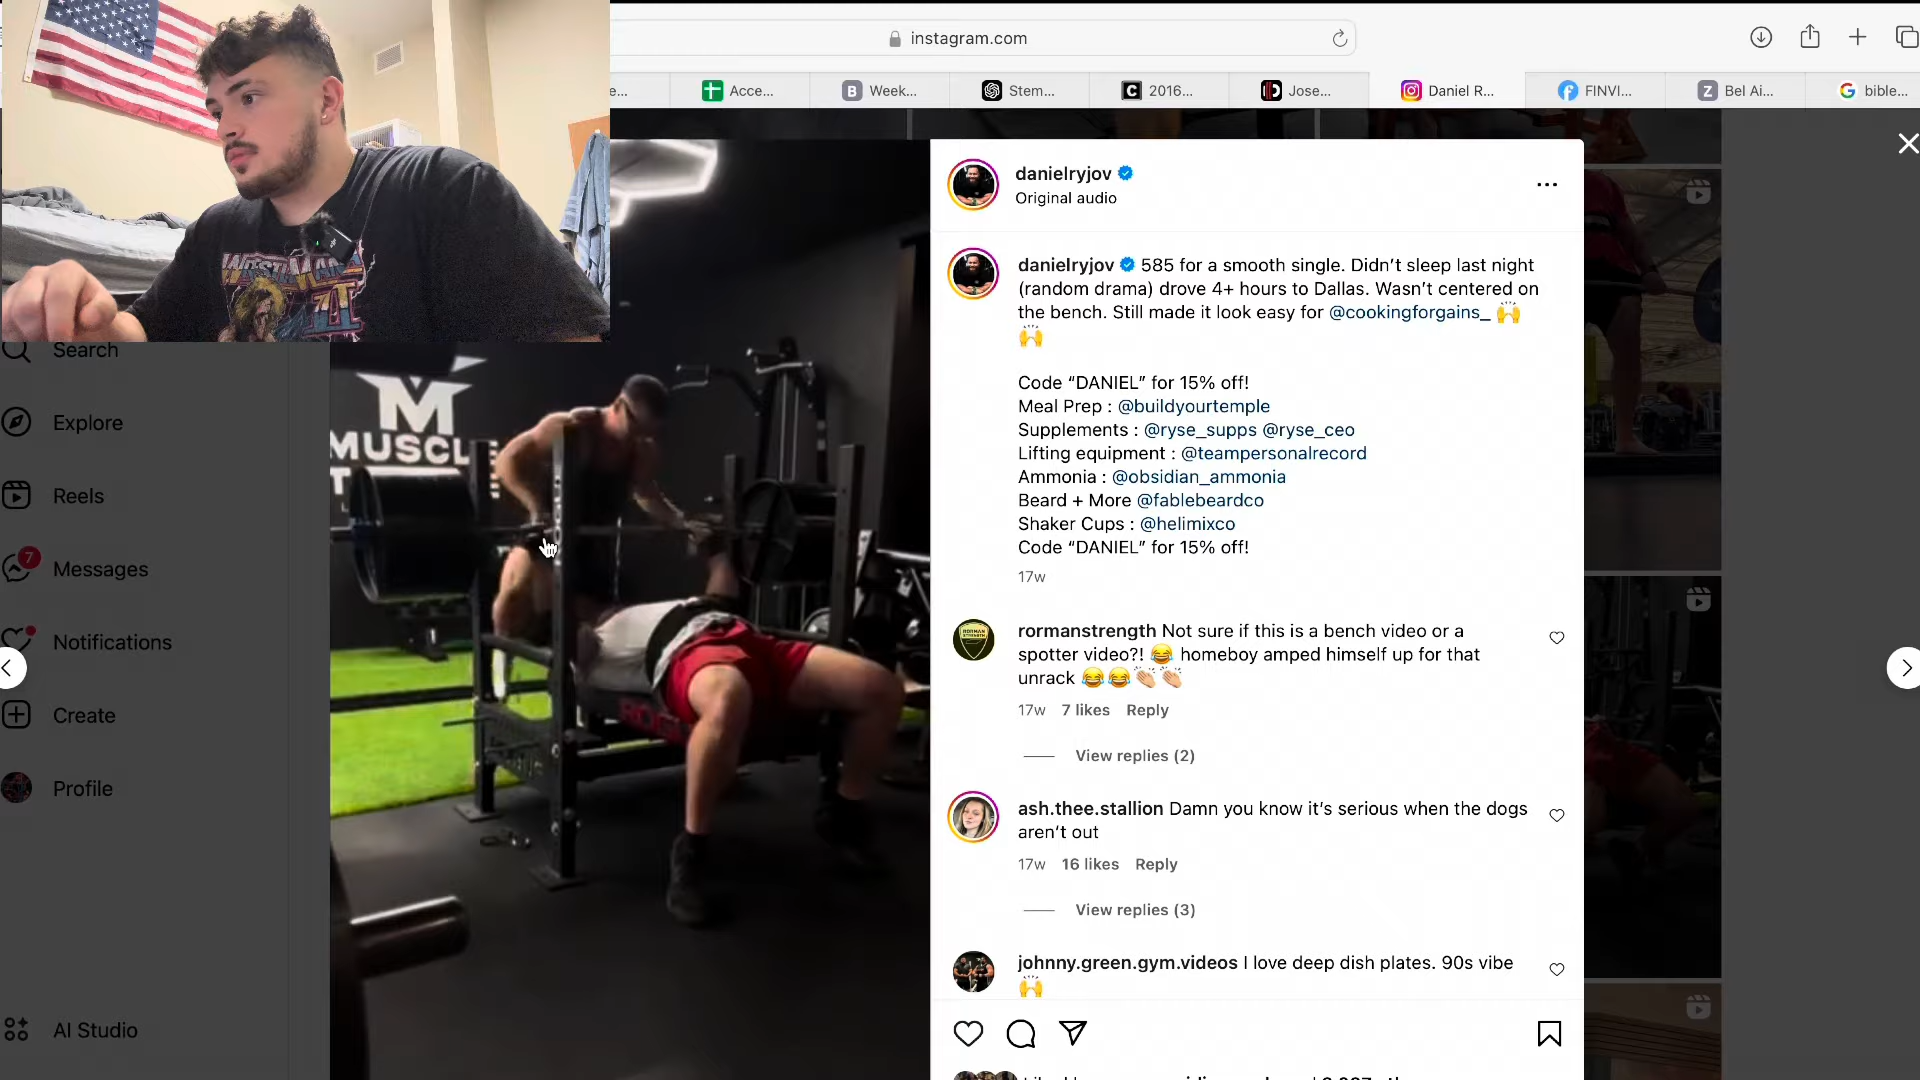 instagram.com
e...
Acce...
B Week...
Stem...
C 2016...
Jose...
Daniel R...
FINVI...
Z Bel Ai...
bible...
danielryjov
Original audio
danielryjov 585 for a smooth single. Didn’t sleep last night
(random drama) drove 4+ hours to Dallas. Wasn’t centered on
the bench. Still made it look easy for @cookingforgains_ 🙌
🙌
Code “DANIEL” for 15% off!
Meal Prep : @buildyourtemple
Supplements : @ryse_supps @ryse_ceo
Lifting equipment : @teampersonalrecord
Ammonia : @obsidian_ammonia
Beard + More @fablebeardco
Shaker Cups : @helimixco
Code “DANIEL” for 15% off!
17w
rormanstrength Not sure if this is a bench video or a
spotter video?! 😂 homeboy amped himself up for that
unrack 😂😂👏🏼👏🏼
17w 7 likes Reply
View replies (2)
ash.thee.stallion Damn you know it’s serious when the dogs
aren’t out
17w 16 likes Reply
View replies (3)
johnny.green.gym.videos I love deep dish plates. 90s vibe
🙌
Search
Explore
Reels
7
Messages
Notifications
Create
Profile
AI Studio
M
MUSCLE